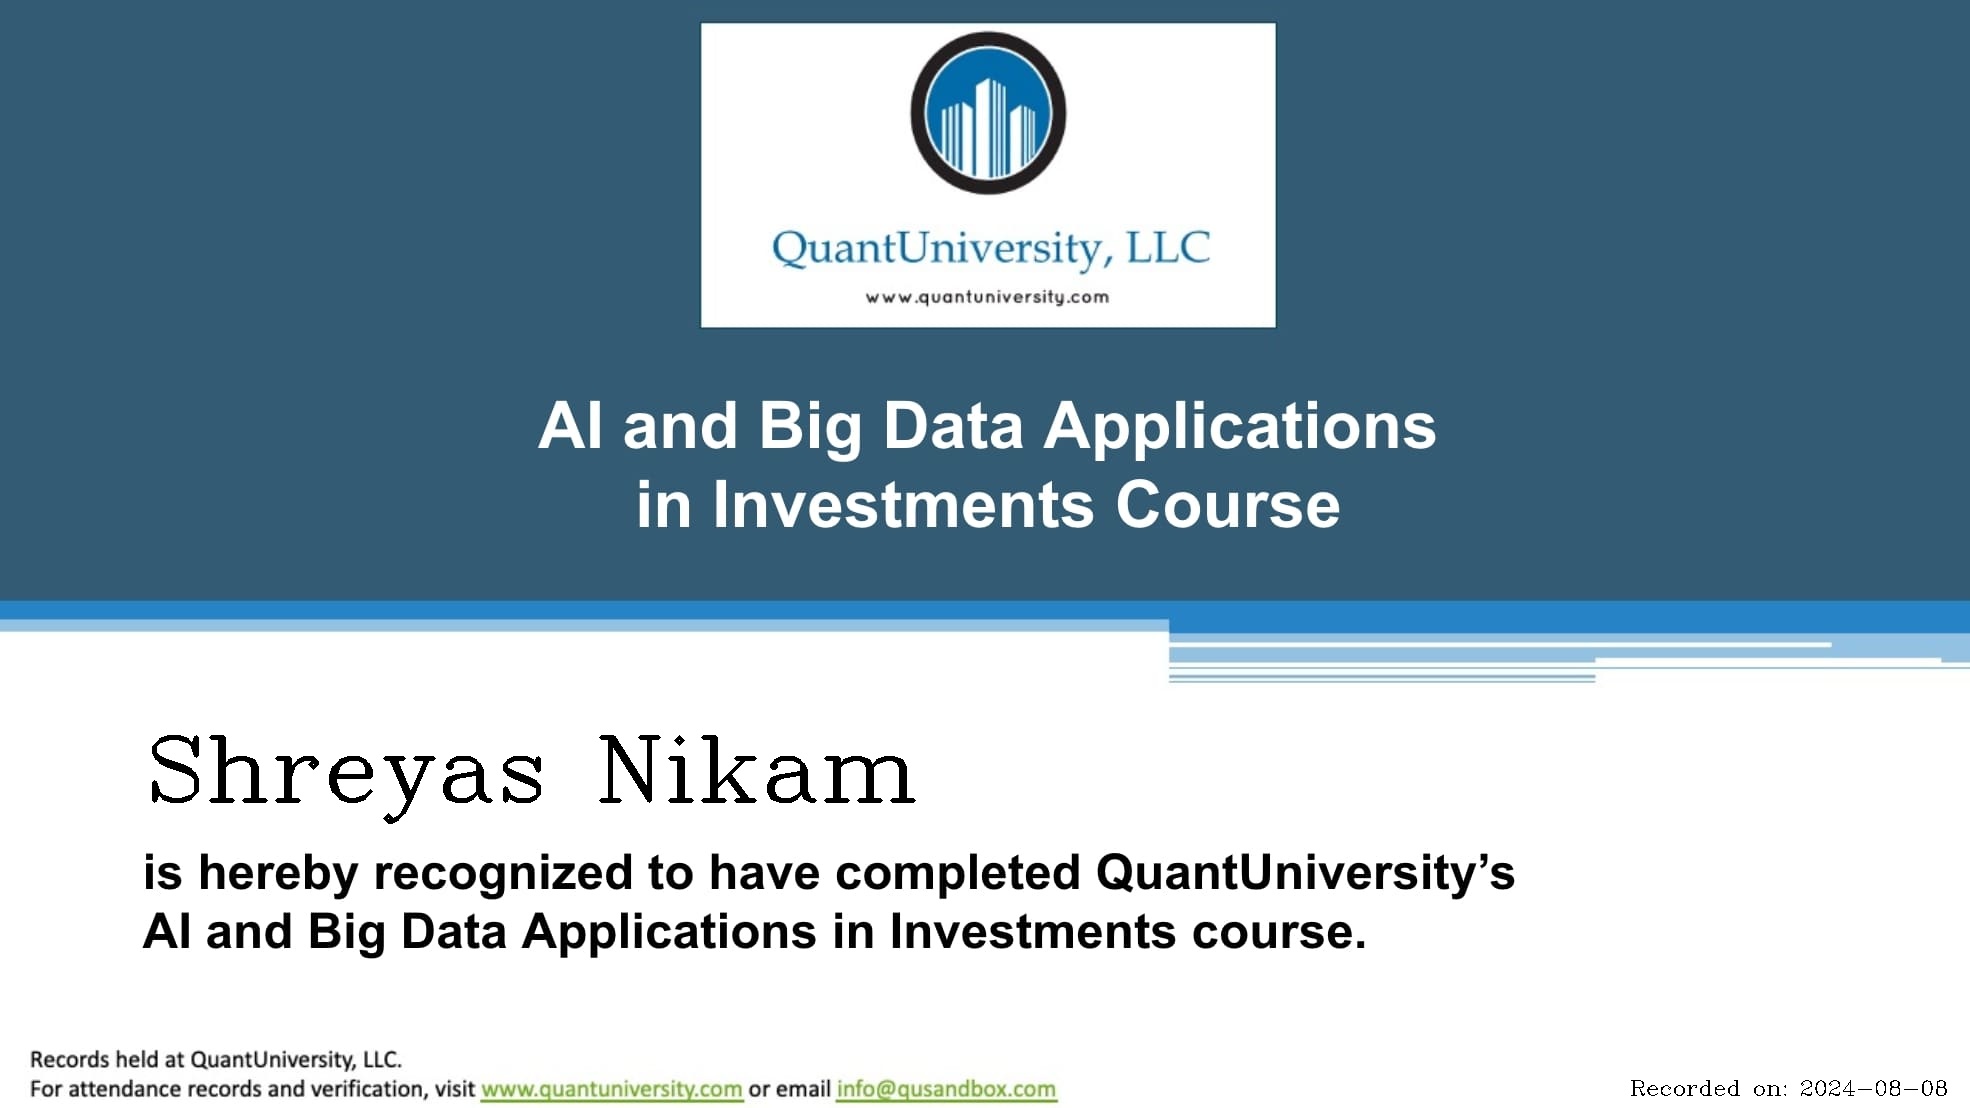 QuantUniversity, LLC
www.quantuniversity.com
AI and Big Data Applications
in Investments Course
Shreyas Nikam
is hereby recognized to have completed QuantUniversity’s
AI and Big Data Applications in Investments course.
Records held at QuantUniversity, LLC.
For attendance records and verification, visit www.quantuniversity.com or email info@qusandbox.com
Recorded on: 2024-08-08